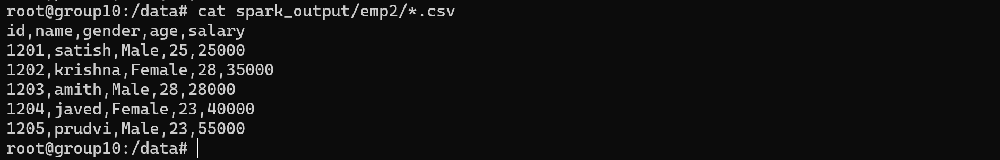 root@group10:/data# cat spark_output/emp2/*.csv
id,name,gender,age,salary
1201,satish,Male,25,25000
1202,krishna,Female,28,35000
1203,amith,Male,28,28000
1204,javed,Female,23,40000
1205,prudvi,Male,23,55000
root@group10:/data#